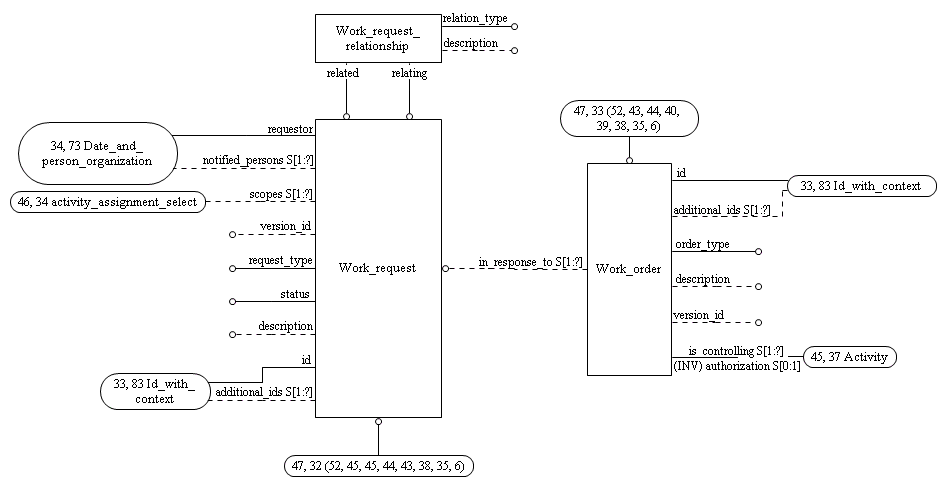 Work_request_
relationship
relation_type
description
related
relating
requestor
34, 73 Date_and_
person_organization
notified_persons S[1:?]
scopes S[1:?]
46, 34 activity_assignment_select
version_id
request_type
status
description
id
33, 83 Id_with_
context
additional_ids S[1:?]
Work_request
47, 32 (52, 45, 45, 44, 43, 38, 35, 6)
in_response_to S[1:?]
47, 33 (52, 43, 44, 40,
39, 38, 35, 6)
Work_order
id
33, 83 Id_with_context
additional_ids S[1:?]
order_type
description
version_id
is_controlling S[1:?]
(INV) authorization S[0:1]
45, 37 Activity